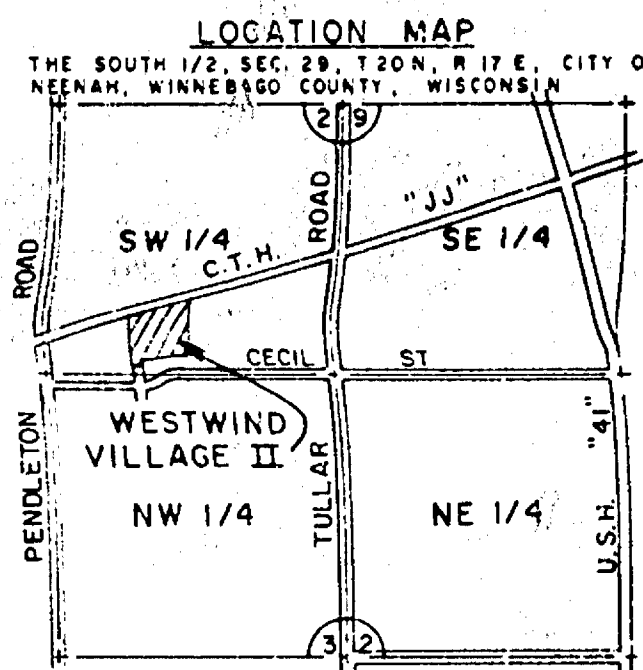 LOCATION MAP
THE SOUTH 1/2, SEC. 29, T 20 N, R 17 E, CITY O
NEENAH, WINNEBAGO COUNTY, WISCONSIN
2 9
ROAD
ROAD
SW 1/4
C.T.H. "JJ"
SE 1/4
CECIL ST
WESTWIND
VILLAGE II
PENDLETON
TULLAR
U.S.H. "41"
NW 1/4
NE 1/4
3 2